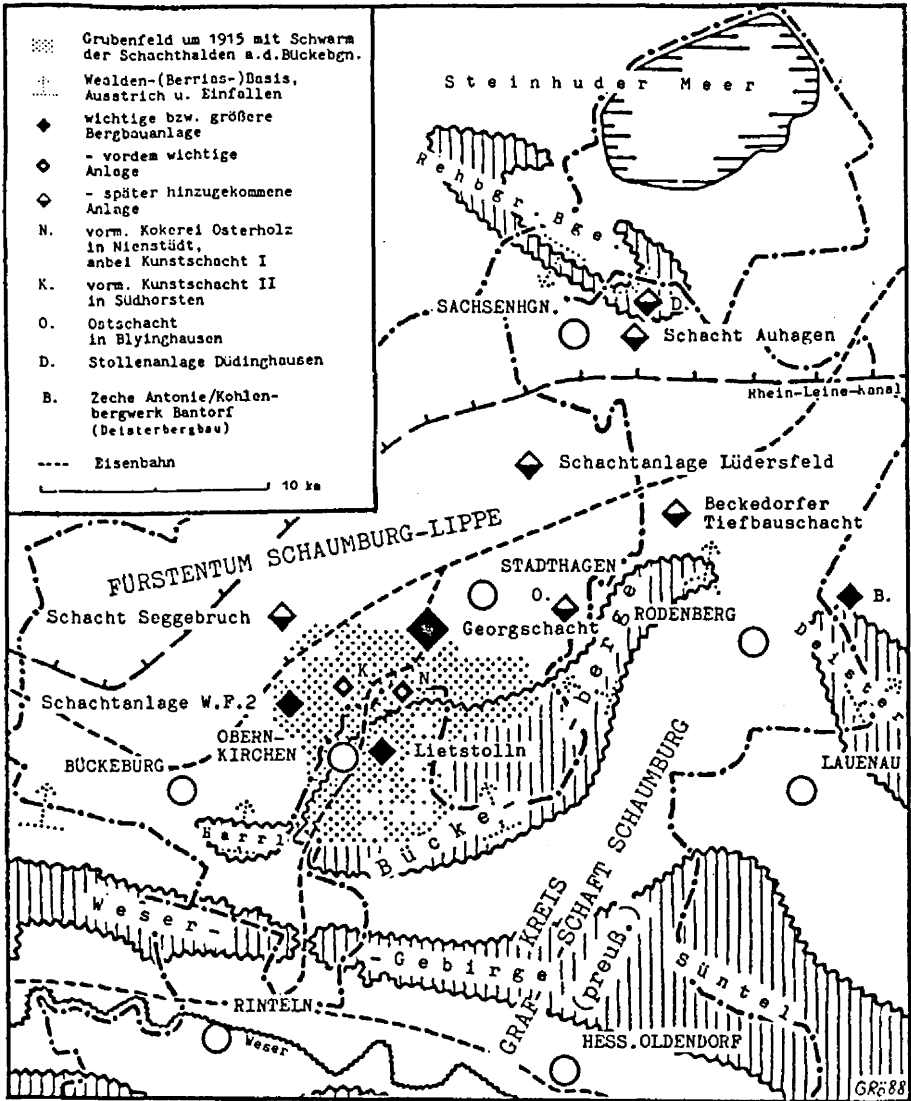 Grubenfeld um 1915 mit Schwarm
der Schachthalden a.d.Bückebgn.
Wealden-(Berrias-)Basis,
Ausstrich u. Einfallen
wichtige bzw. größere
Bergbauanlage
- vordem wichtige
Anlage
- später hinzugekommene
Anlage
N. vorm. Kokerei Osterholz
in Nienstädt,
anbei Kunstschacht I
K. vorm. Kunstschacht II
in Südhorsten
O. Ostschacht
in Blyinghausen
D. Stollenanlage Düdinghausen
B. Zeche Antonie/Kohlen-
bergwerk Bantorf
(Deisterbergbau)
Eisenbahn
10 km
Steinhuder Meer
Rehbgr. Bge.
D.
SACHSENHGN.
Schacht Auhagen
Rhein-Leine-Kanal
Schachtanlage Lüdersfeld
Beckedorfer
Tiefbauschacht
FÜRSTENTUM SCHAUMBURG-LIPPE
STADTHAGEN
O.
Schacht Seggebruch
Georgschacht
RODENBERG
B.
Deister
K
N
Schachtanlage W.F.2
OBERN-
KIRCHEN
Lietstolln
BÜCKEBURG
LAUENAU
Harrl
Bücke-
berge
KREIS
GRAF-
SCHAFT SCHAUMBURG
(preuß.)
Weser-
-Gebirge
Süntel
RINTELN
Weser
HESS.OLDENDORF
GRö88